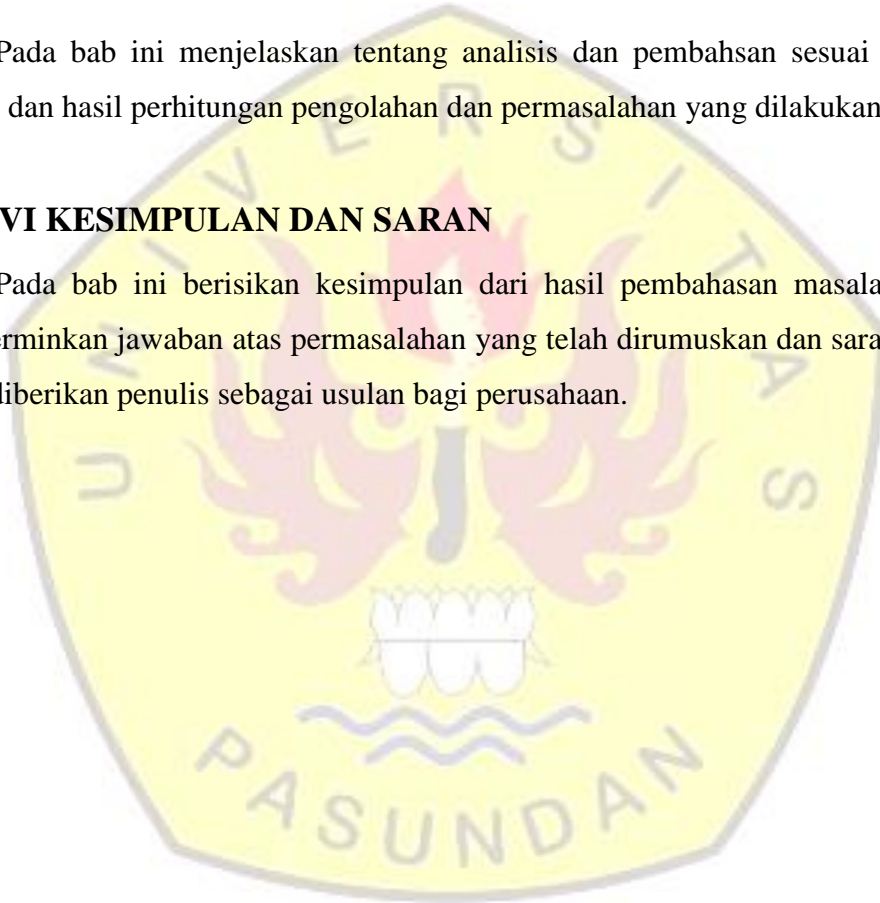 Pada bab ini menjelaskan tentang analisis dan pembahsan sesuai
dan hasil perhitungan pengolahan dan permasalahan yang dilakukan
VI KESIMPULAN DAN SARAN
Pada bab ini berisikan kesimpulan dari hasil pembahasan masala
erminkan jawaban atas permasalahan yang telah dirumuskan dan sara
diberikan penulis sebagai usulan bagi perusahaan.
UNIVERSITAS
PASUNDAN